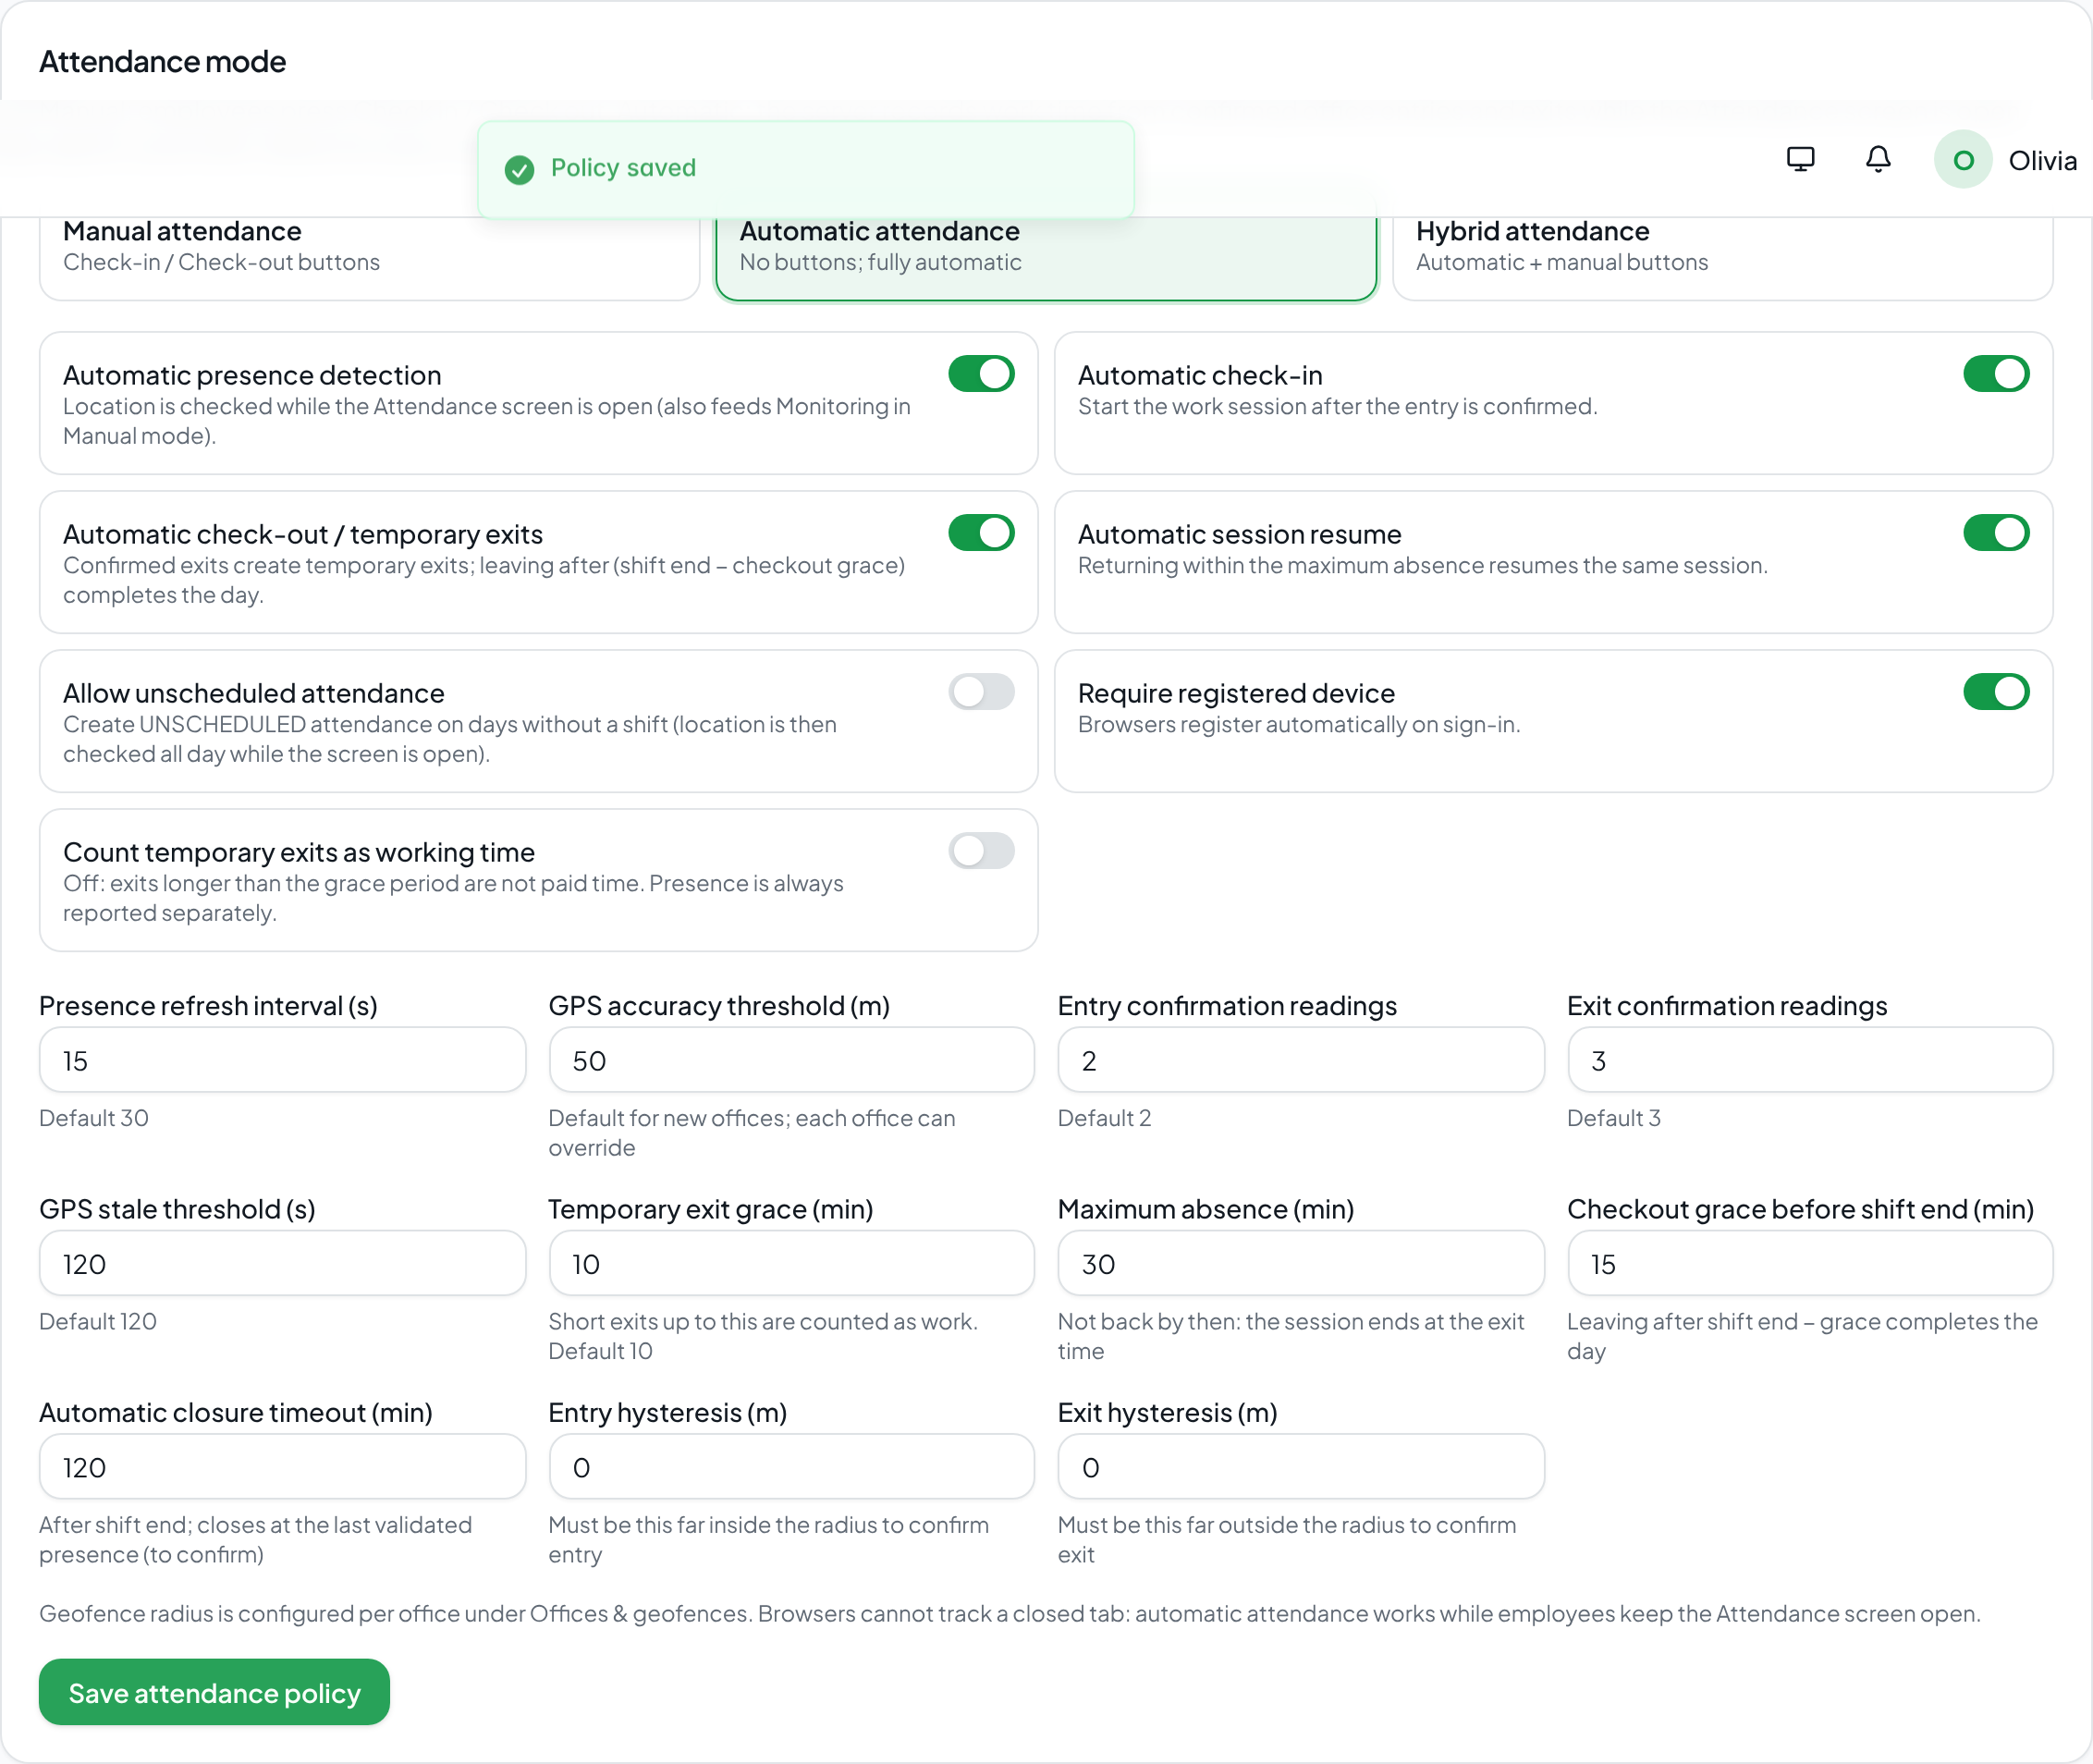 Attendance mode
Policy saved
O
Olivia
Manual attendance
Check-in / Check-out buttons
Automatic attendance
No buttons; fully automatic
Hybrid attendance
Automatic + manual buttons
Automatic presence detection
Location is checked while the Attendance screen is open (also feeds Monitoring in
Manual mode).
Automatic check-in
Start the work session after the entry is confirmed.
Automatic check-out / temporary exits
Confirmed exits create temporary exits; leaving after (shift end – checkout grace)
completes the day.
Automatic session resume
Returning within the maximum absence resumes the same session.
Allow unscheduled attendance
Create UNSCHEDULED attendance on days without a shift (location is then
checked all day while the screen is open).
Require registered device
Browsers register automatically on sign-in.
Count temporary exits as working time
Off: exits longer than the grace period are not paid time. Presence is always
reported separately.
Presence refresh interval (s)
15
Default 30
GPS accuracy threshold (m)
50
Default for new offices; each office can
override
Entry confirmation readings
2
Default 2
Exit confirmation readings
3
Default 3
GPS stale threshold (s)
120
Default 120
Temporary exit grace (min)
10
Short exits up to this are counted as work.
Default 10
Maximum absence (min)
30
Not back by then: the session ends at the exit
time
Checkout grace before shift end (min)
15
Leaving after shift end – grace completes the
day
Automatic closure timeout (min)
120
After shift end; closes at the last validated
presence (to confirm)
Entry hysteresis (m)
0
Must be this far inside the radius to confirm
entry
Exit hysteresis (m)
0
Must be this far outside the radius to confirm
exit
Geofence radius is configured per office under Offices & geofences. Browsers cannot track a closed tab: automatic attendance works while employees keep the Attendance screen open.
Save attendance policy